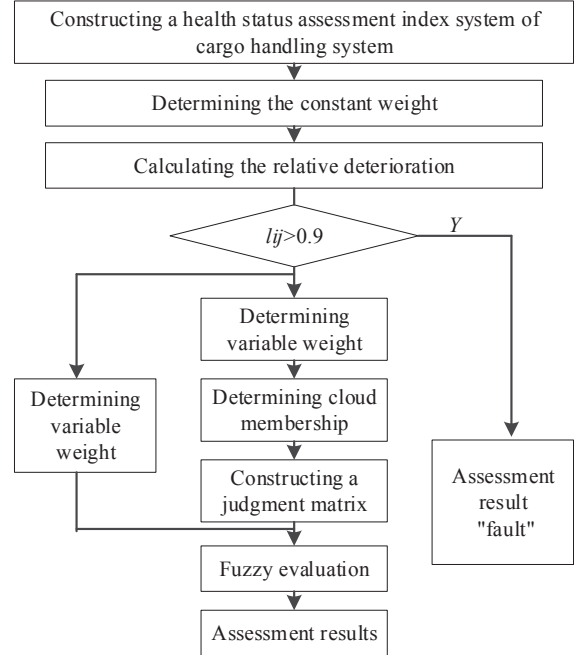 Constructing a health status assessment index system of
cargo handling system
Determining the constant weight
Calculating the relative deterioration
lij>0.9
Y
Determining
variable weight
Determining
variable
weight
Determining cloud
membership
Constructing a
judgment matrix
Assessment
result
"fault"
Fuzzy evaluation
Assessment results